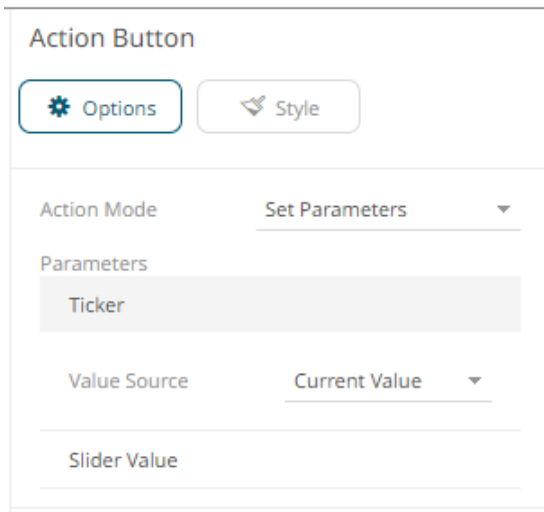 Action Button
Options Style
Action Mode Set Parameters
Parameters
Ticker
Value Source Current Value
Slider Value